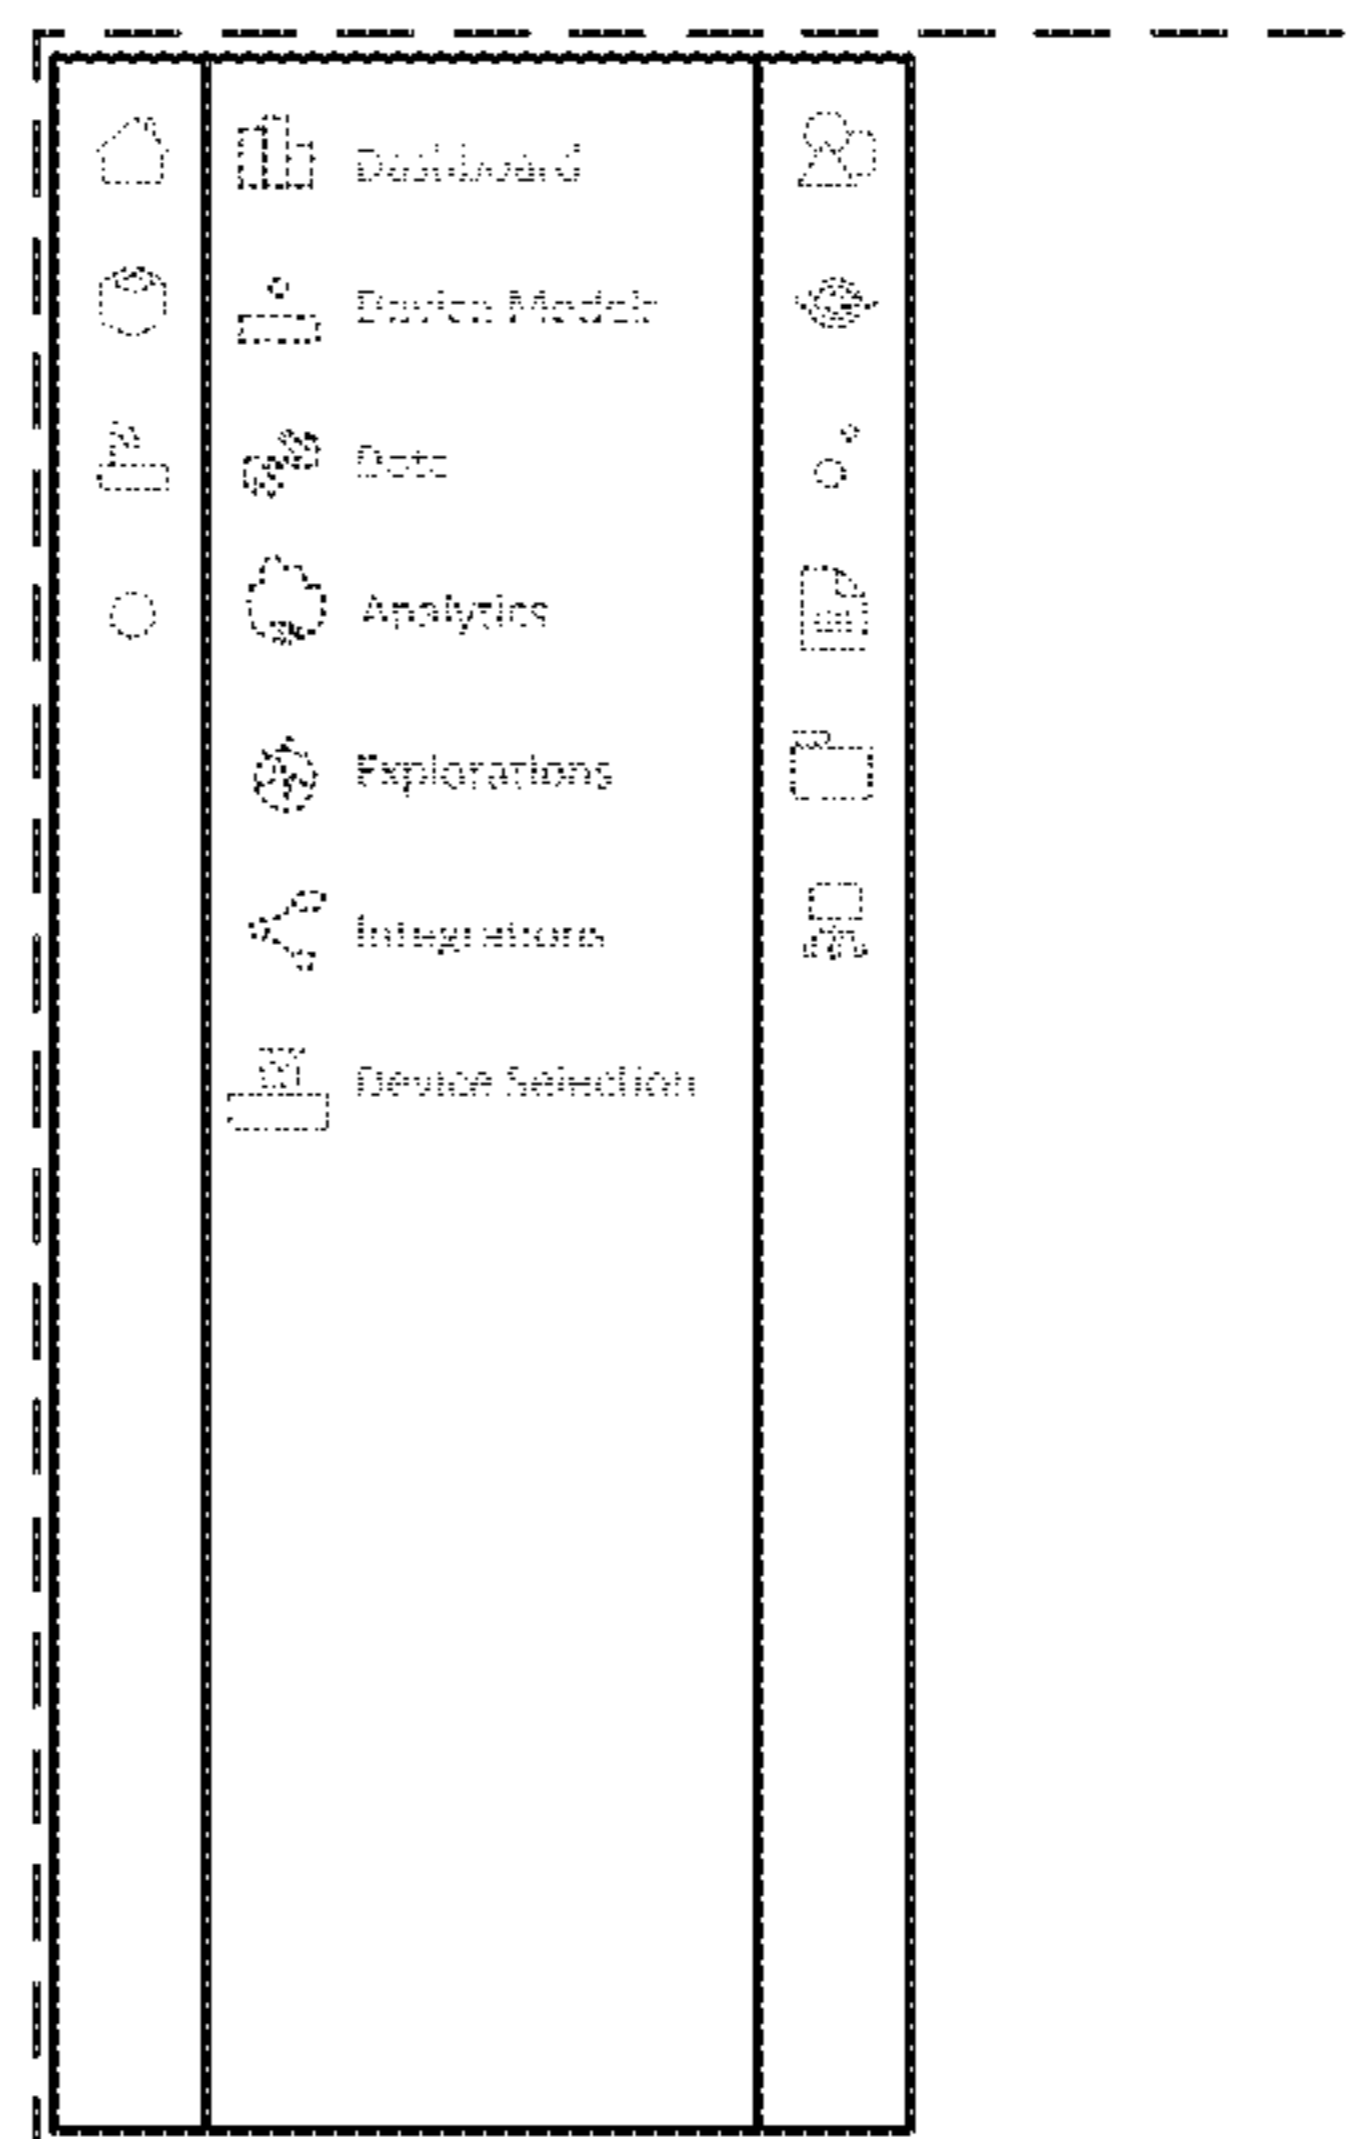 Dashboard
Device Models
Data
Analytics
Explorations
Integrations
Device Selection